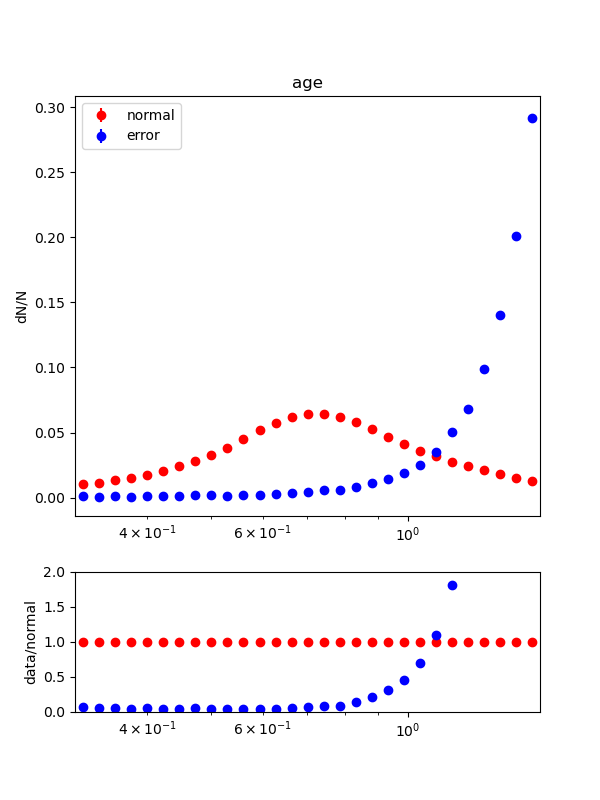 age
normal
error
dN/N
0.30
0.25
0.20
0.15
0.10
0.05
0.00
4 × 10⁻¹
6 × 10⁻¹
10⁰
data/normal
2.0
1.5
1.0
0.5
0.0
4 × 10⁻¹
6 × 10⁻¹
10⁰